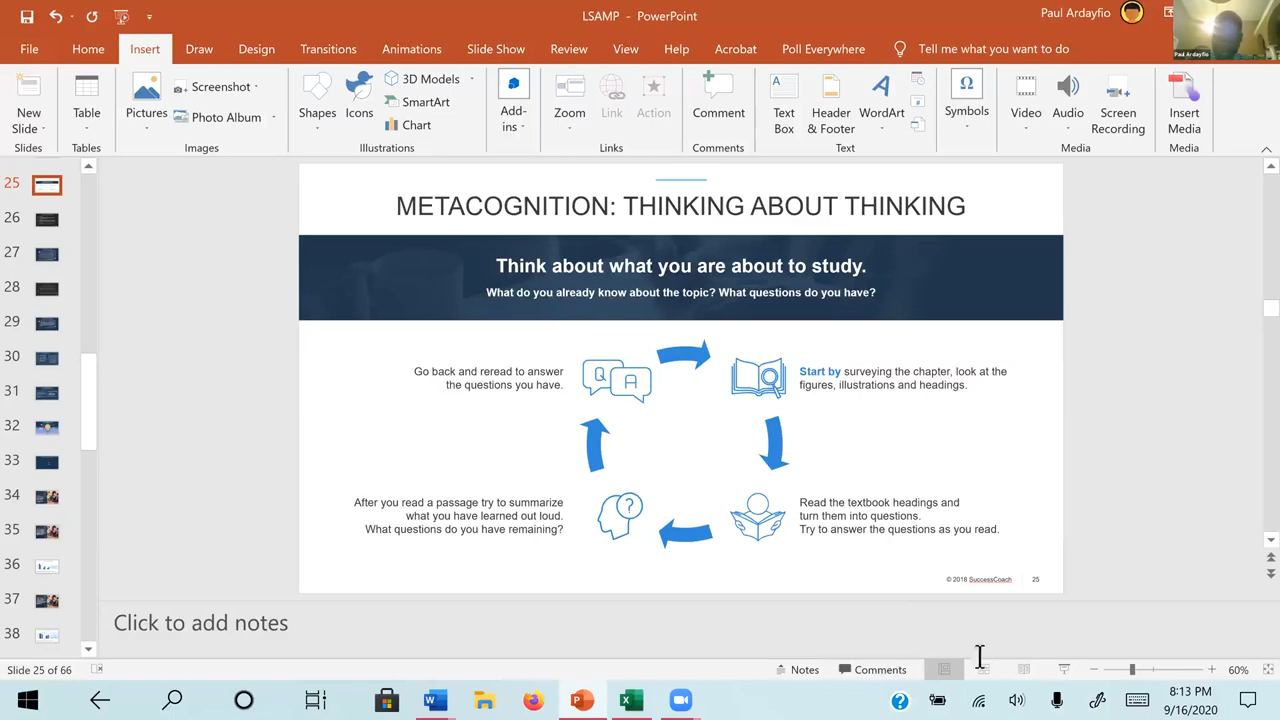 LSAMP - PowerPoint
Paul Ardayfio
Paul Ardayfio
File Home Insert Draw Design Transitions Animations Slide Show Review View Help Acrobat Poll Everywhere Tell me what you want to do
New Slide
Table
Pictures
Screenshot
Photo Album
Shapes
Icons
3D Models
SmartArt
Chart
Add-ins
Zoom
Link
Action
Comment
Text Box
Header & Footer
WordArt
Symbols
Video
Audio
Screen Recording
Insert Media
Slides Tables Images Illustrations Links Comments Text Media Media
25
26
27
28
29
30
31
32
33
34
35
36
37
38
METACOGNITION: THINKING ABOUT THINKING
Think about what you are about to study.
What do you already know about the topic? What questions do you have?
Go back and reread to answer
the questions you have.
Q A
Start by surveying the chapter, look at the
figures, illustrations and headings.
After you read a passage try to summarize
what you have learned out loud.
What questions do you have remaining?
?
Read the textbook headings and
turn them into questions.
Try to answer the questions as you read.
© 2018 SuccessCoach 25
Click to add notes
Slide 25 of 66
Notes Comments 60%
8:13 PM
9/16/2020